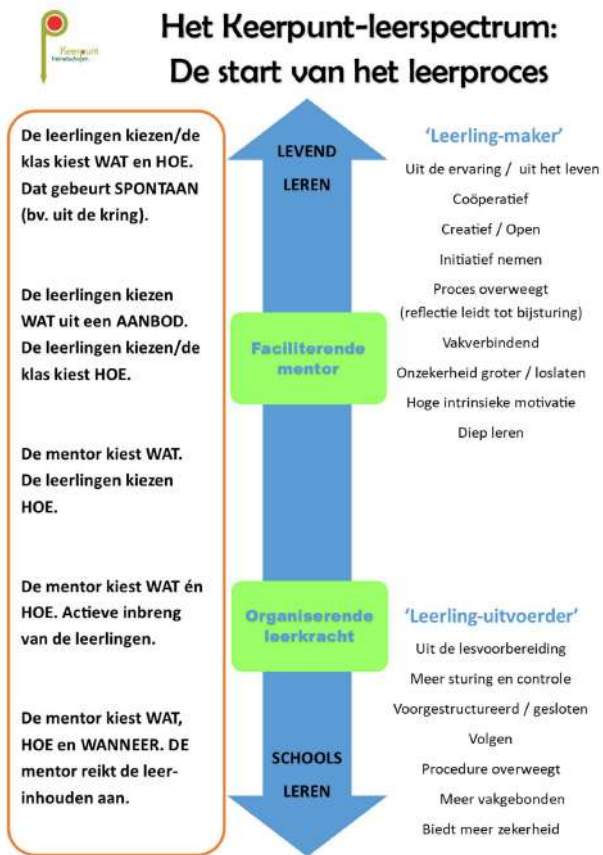 Keerpunt
freinetscholen
Het Keerpunt-leerspectrum:
De start van het leerproces
De leerlingen kiezen/de
klas kiest WAT en HOE.
Dat gebeurt SPONTAAN
(bv. uit de kring).
De leerlingen kiezen
WAT uit een AANBOD.
De leerlingen kiezen/de
klas kiest HOE.
De mentor kiest WAT.
De leerlingen kiezen
HOE.
De mentor kiest WAT én
HOE. Actieve inbreng
van de leerlingen.
De mentor kiest WAT,
HOE en WANNEER. DE
mentor reikt de leer-
inhouden aan.
LEVEND
LEREN
Faciliterende
mentor
Organiserende
leerkracht
SCHOOLS
LEREN
'Leerling-maker'
Uit de ervaring / uit het leven
Coöperatief
Creatief / Open
Initiatief nemen
Proces overweegt
(reflectie leidt tot bijsturing)
Vakverbindend
Onzekerheid groter / loslaten
Hoge intrinsieke motivatie
Diep leren
'Leerling-uitvoerder'
Uit de lesvoorbereiding
Meer sturing en controle
Voorgestructureerd / gesloten
Volgen
Procedure overweegt
Meer vakgebonden
Biedt meer zekerheid